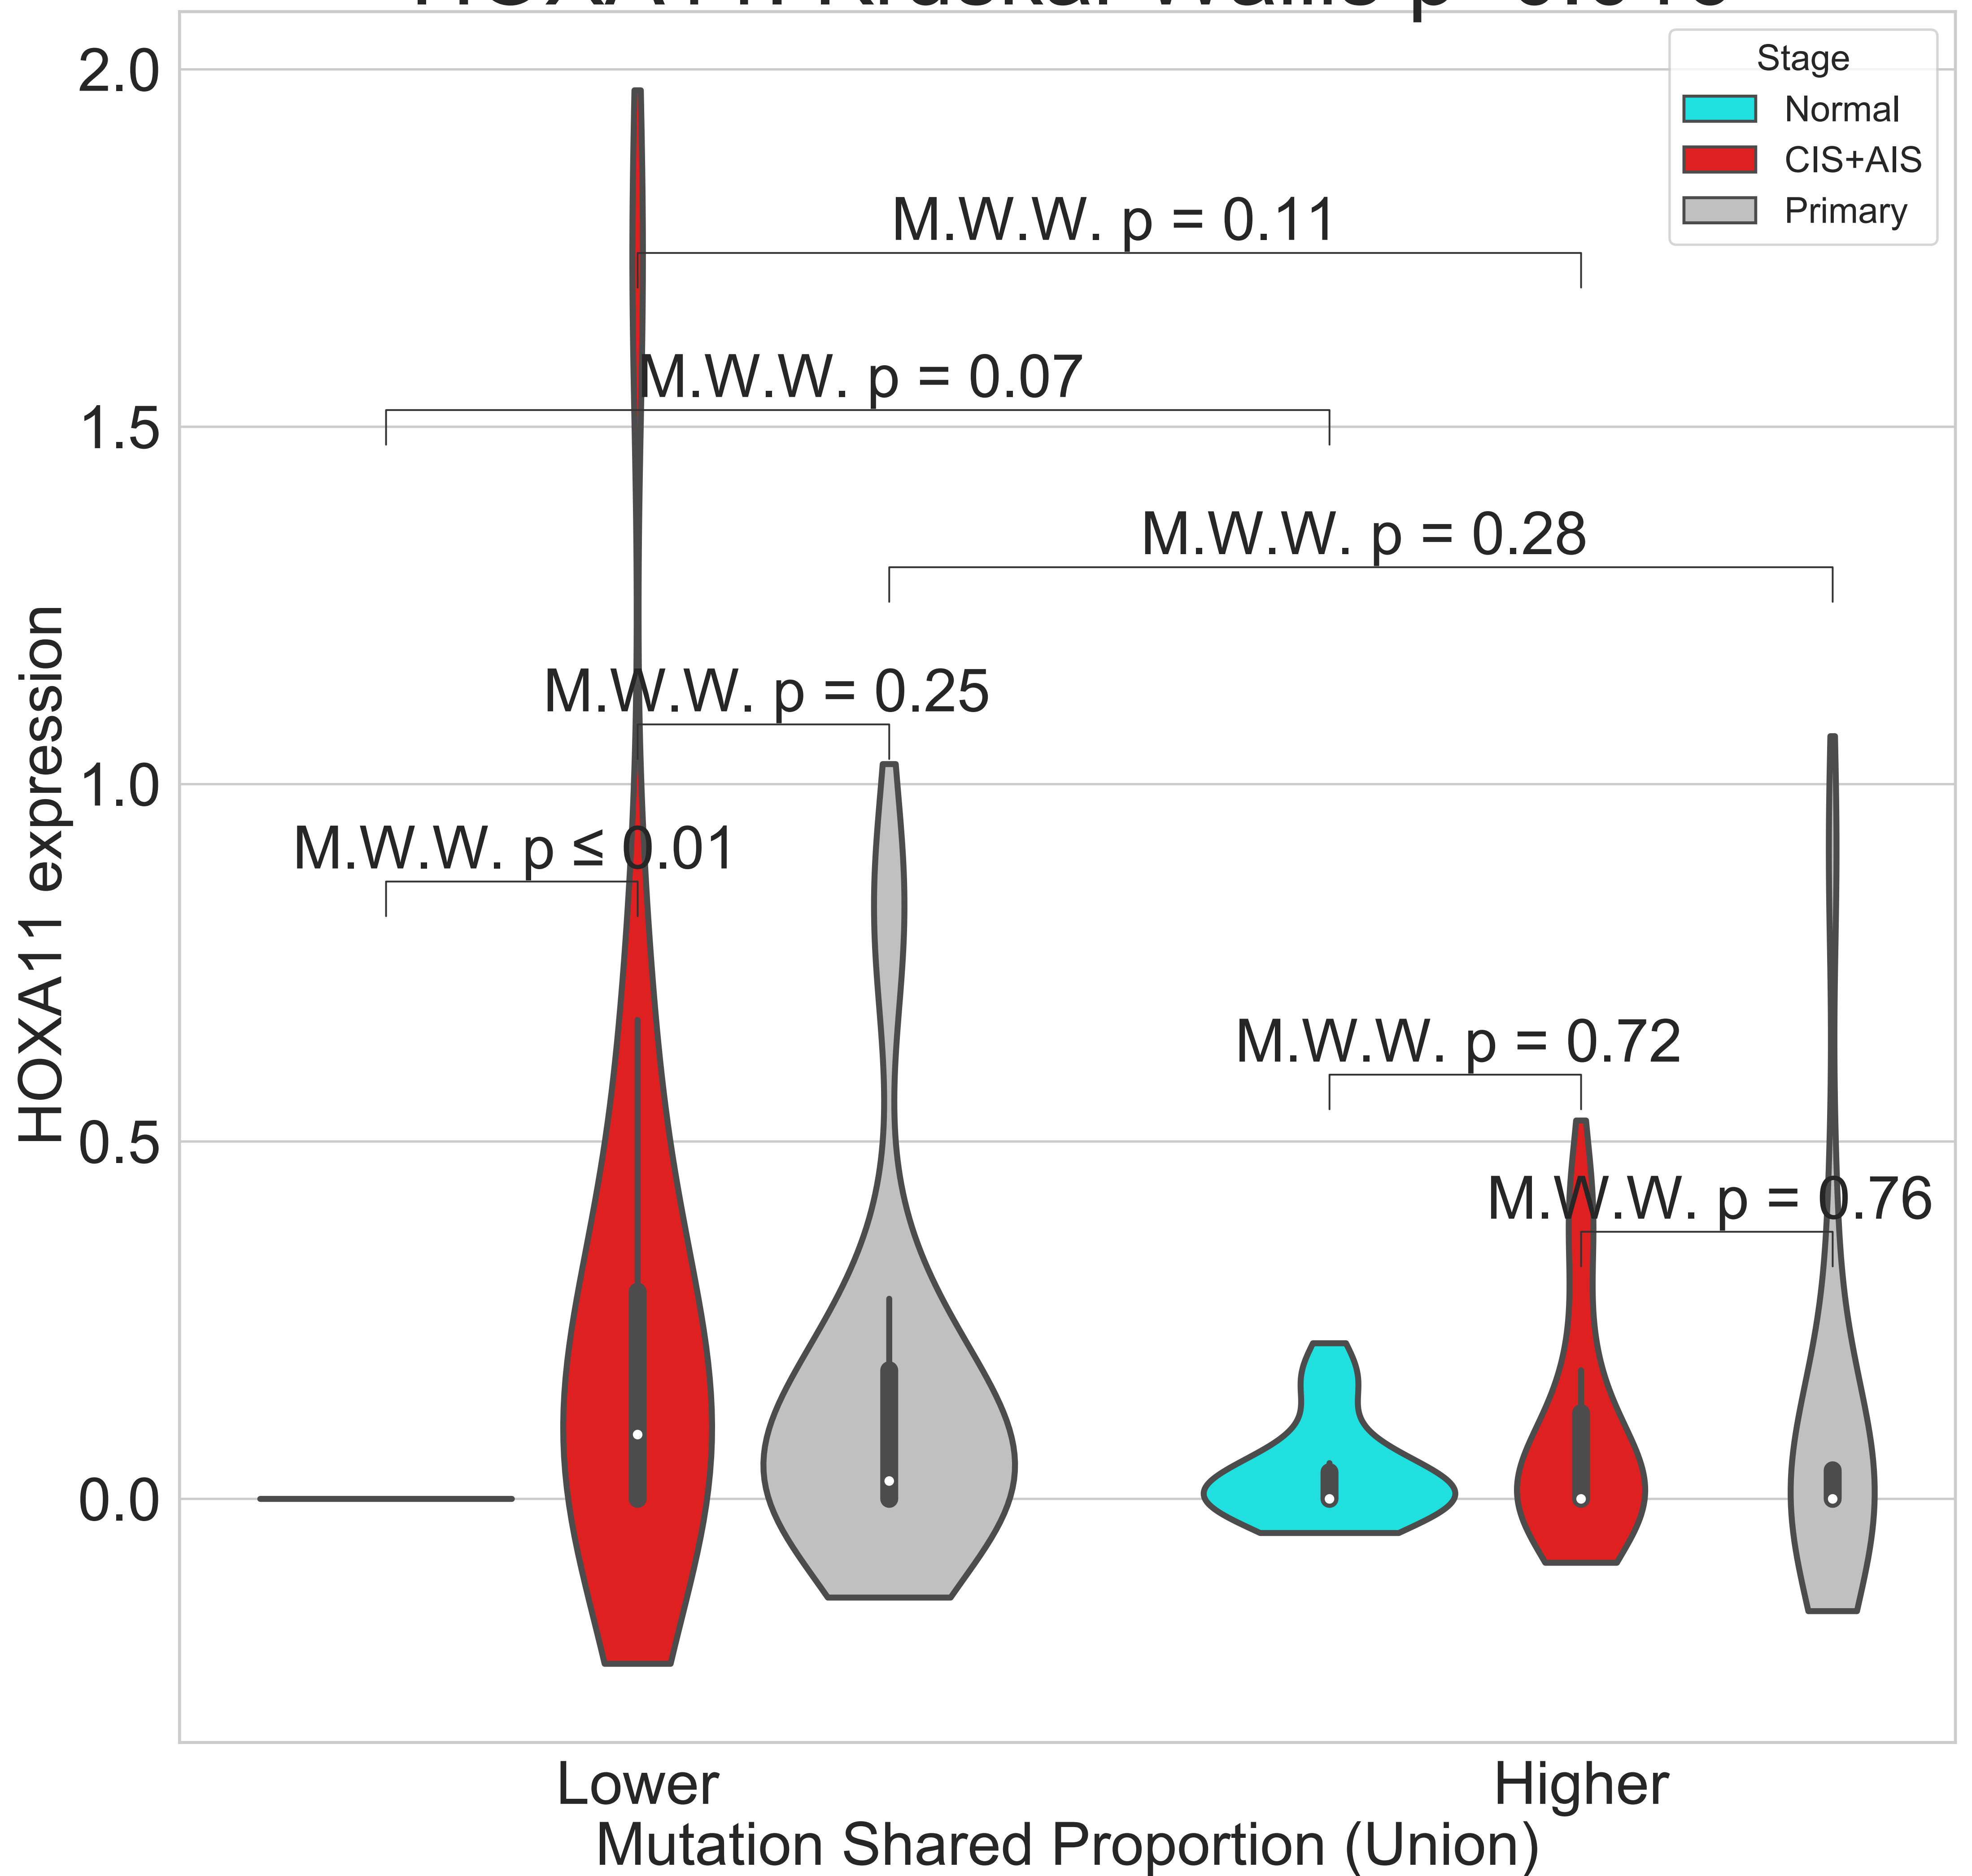 Stage
Normal
CIS+AIS
Primary
2.0
1.5
1.0
0.5
0.0
HOXA11 expression
M.W.W. p = 0.11
M.W.W. p = 0.07
M.W.W. p = 0.28
M.W.W. p = 0.25
M.W.W. p ≤ 0.01
M.W.W. p = 0.72
M.W.W. p = 0.76
Lower
Higher
Mutation Shared Proportion (Union)